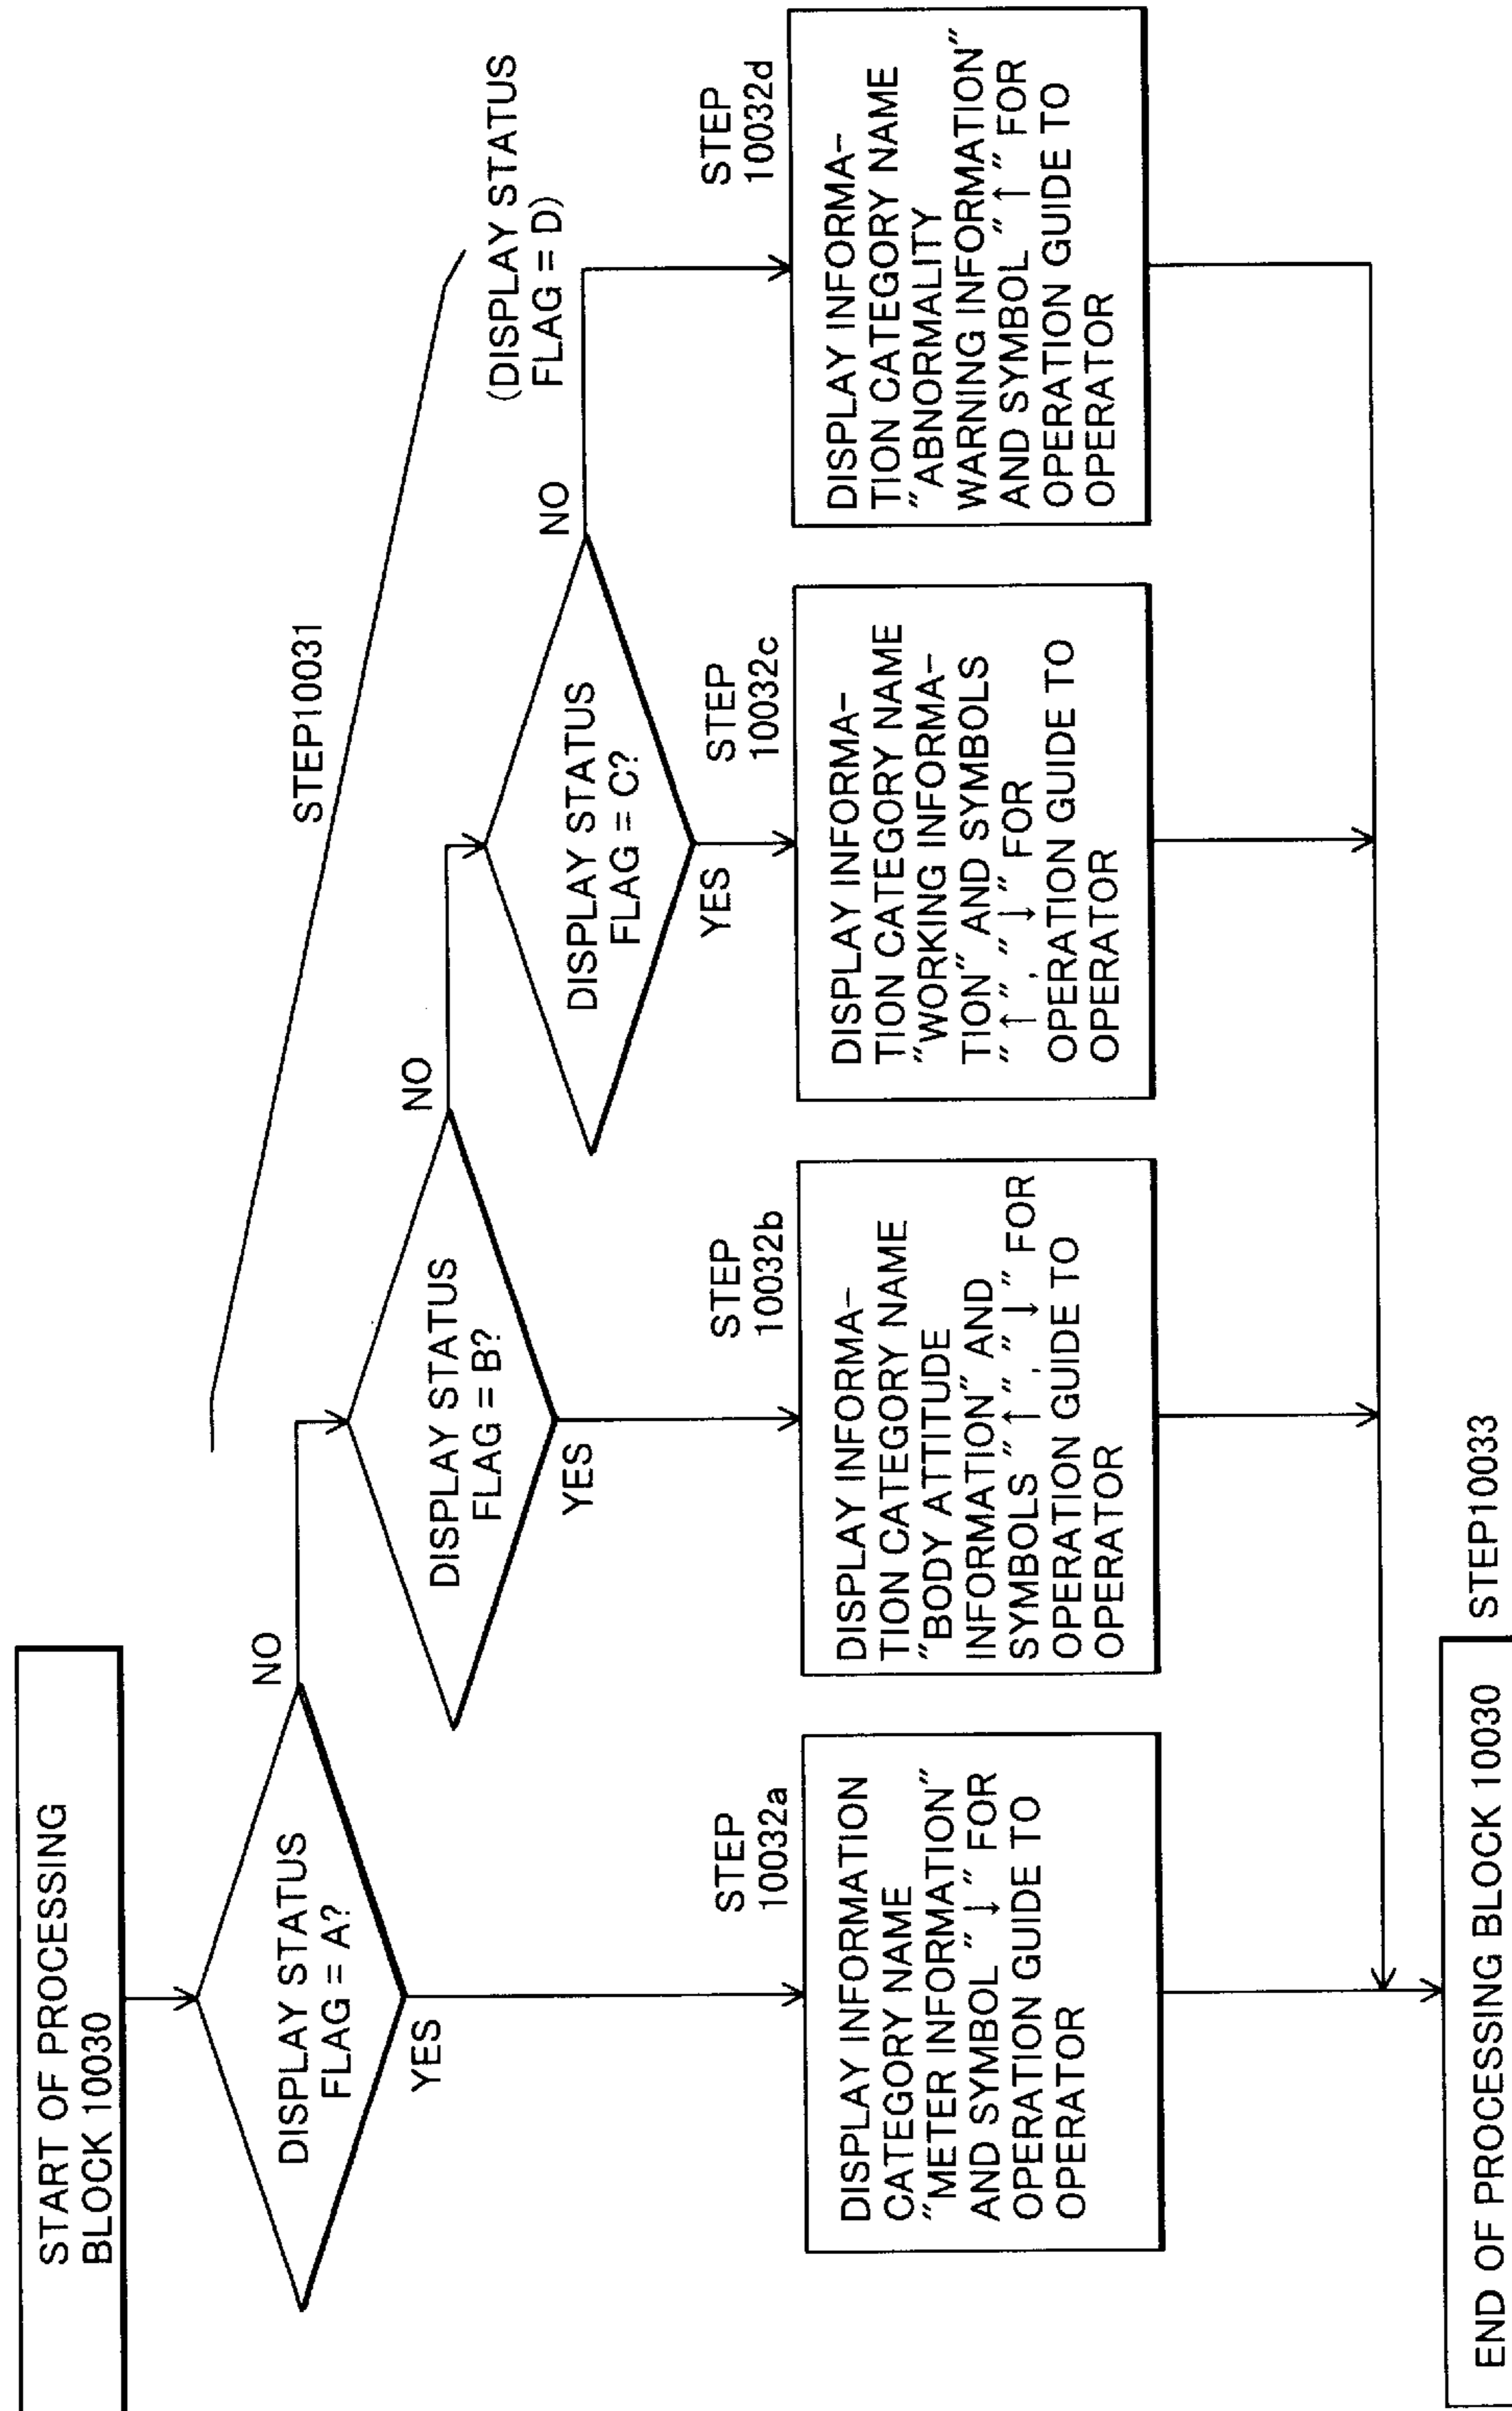 START OF PROCESSING
BLOCK 10030
STEP10031
DISPLAY STATUS
FLAG = A?
NO
YES
DISPLAY STATUS
FLAG = B?
NO
YES
DISPLAY STATUS
FLAG = C?
NO
YES
(DISPLAY STATUS
FLAG = D)
STEP
10032a
DISPLAY INFORMATION
CATEGORY NAME
"METER INFORMATION"
AND SYMBOL "↓" FOR
OPERATION GUIDE TO
OPERATOR
STEP
10032b
DISPLAY INFORMA-
TION CATEGORY NAME
"BODY ATTITUDE
INFORMATION" AND
SYMBOLS "↑", "↓" FOR
OPERATION GUIDE TO
OPERATOR
STEP
10032c
DISPLAY INFORMA-
TION CATEGORY NAME
"WORKING INFORMA-
TION" AND SYMBOLS
"↑", "↓" FOR
OPERATION GUIDE TO
OPERATOR
STEP
10032d
DISPLAY INFORMA-
TION CATEGORY NAME
"ABNORMALITY
WARNING INFORMATION"
AND SYMBOL "↑" FOR
OPERATION GUIDE TO
OPERATOR
END OF PROCESSING BLOCK 10030
STEP10033